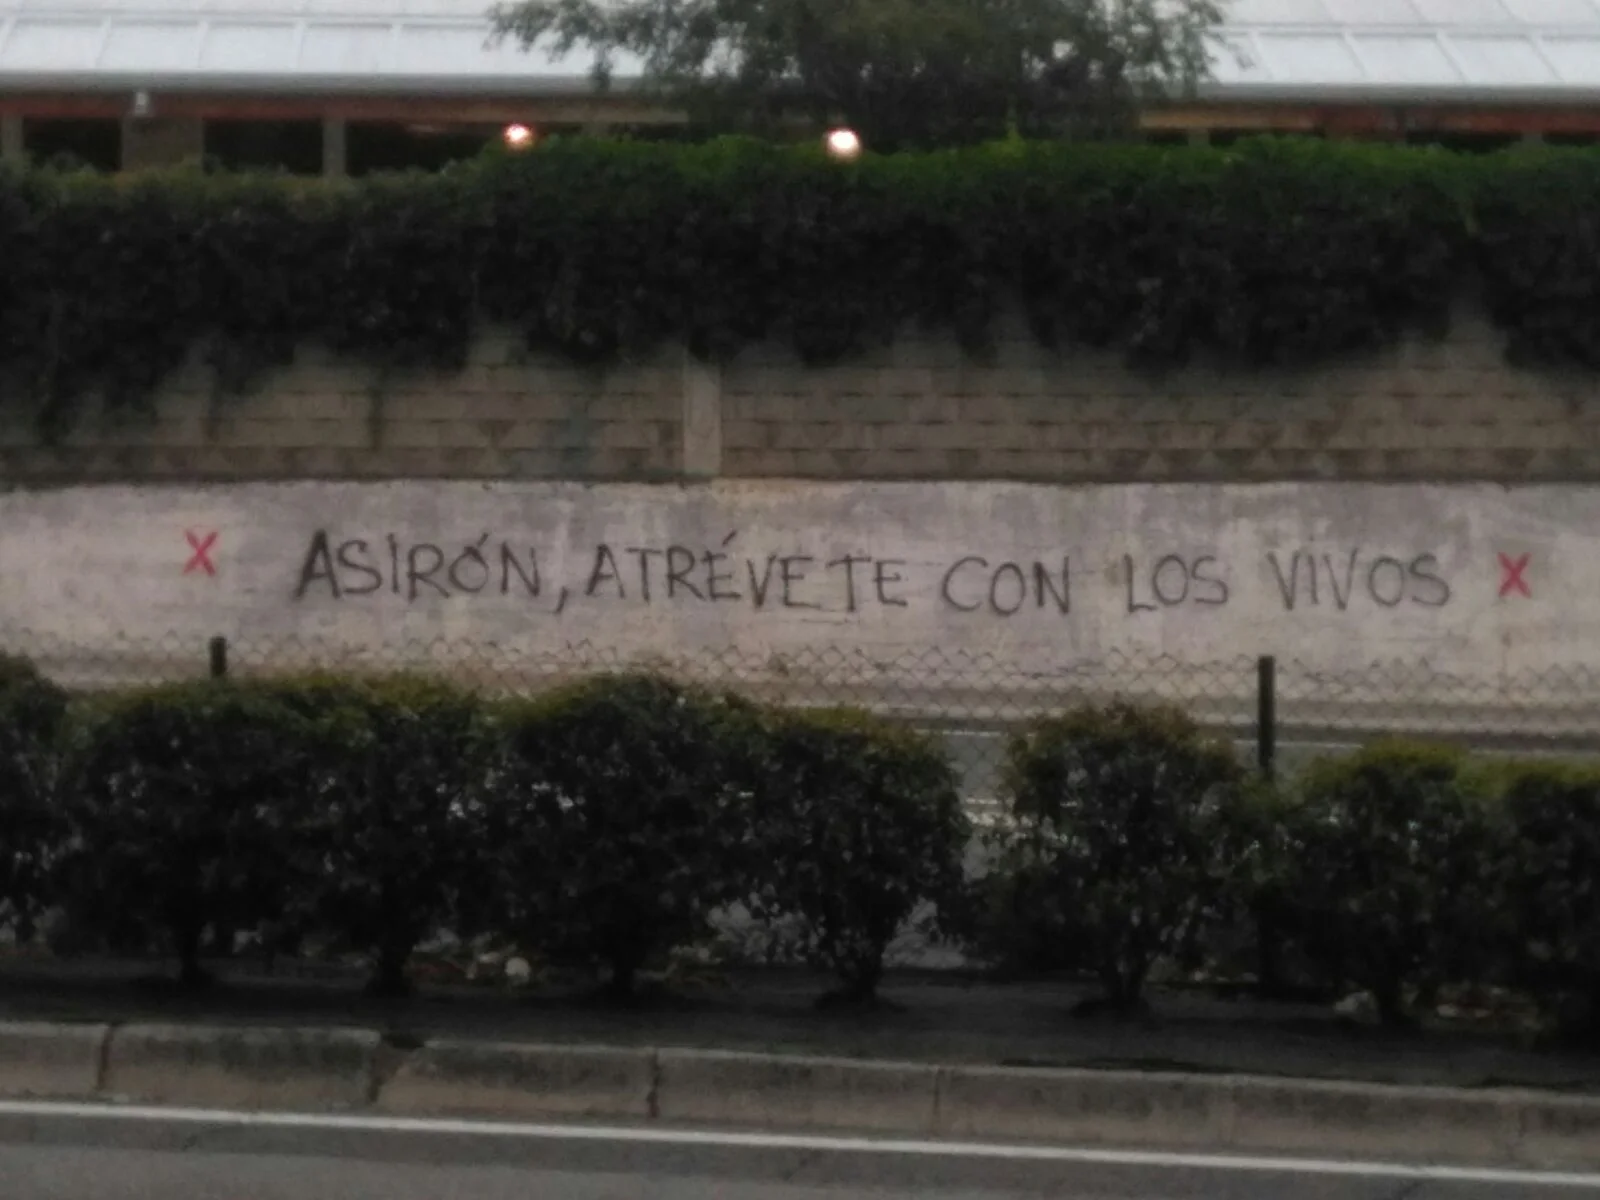 X ASIRÓN, ATRÉVETE CON LOS VIVOS X